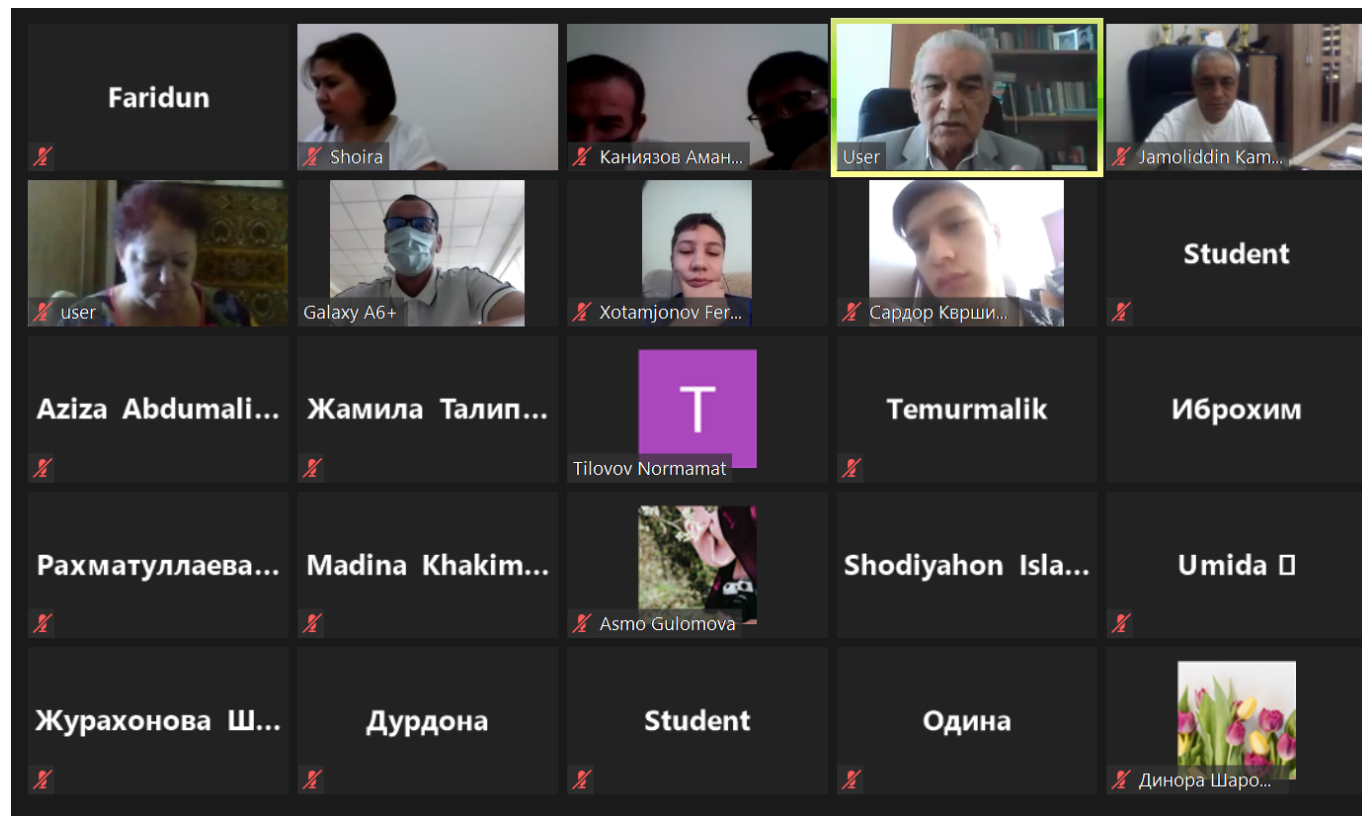 Faridun
Shoira
Каниязов Аман...
User
Jamoliddin Kam...
user
Galaxy A6+
Xotamjonov Fer...
Сардор Кврши...
Student
Aziza Abdumali...
Жамила Талип...
T
Tilovov Normamat
Temurmalik
Иброхим
Рахматуллаева...
Madina Khakim...
Asmo Gulomova
Shodiyahon Isla...
Umida
Журахонова Ш...
Дурдона
Student
Одина
Динора Шаро...